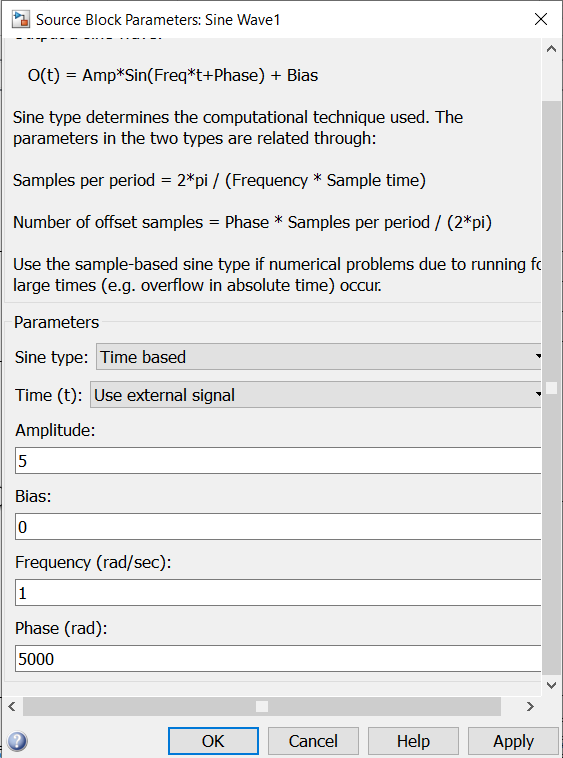 Source Block Parameters: Sine Wave1
Output a sine wave:
O(t) = Amp*Sin(Freq*t+Phase) + Bias
Sine type determines the computational technique used. The
parameters in the two types are related through:
Samples per period = 2*pi / (Frequency * Sample time)
Number of offset samples = Phase * Samples per period / (2*pi)
Use the sample-based sine type if numerical problems due to running fo
large times (e.g. overflow in absolute time) occur.
Parameters
Sine type: Time based
Time (t): Use external signal
Amplitude:
5
Bias:
0
Frequency (rad/sec):
1
Phase (rad):
5000
OK Cancel Help Apply